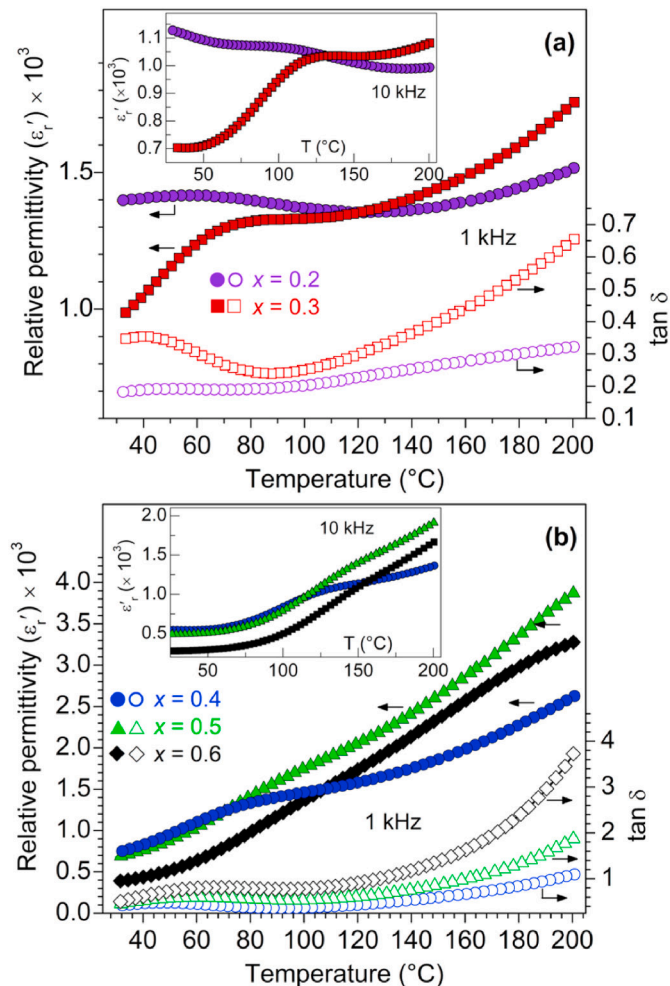 (a)
Relative permittivity (εr′) × 10³
1.5
1.0
εr′ (×10³)
1.1
1.0
0.9
0.8
0.7
10 kHz
T (°C)
50 100 150 200
1 kHz
x = 0.2
x = 0.3
0.7
0.6
0.5
0.4
0.3
0.2
0.1
tan δ
40 60 80 100 120 140 160 180 200
Temperature (°C)
(b)
Relative permittivity (εr′) × 10³
4.0
3.5
3.0
2.5
2.0
1.5
1.0
0.5
0.0
ε′r (× 10³)
2.0
1.5
1.0
0.5
10 kHz
T (°C)
50 100 150 200
x = 0.4
x = 0.5
x = 0.6
1 kHz
4
3
2
1
tan δ
40 60 80 100 120 140 160 180 200
Temperature (°C)